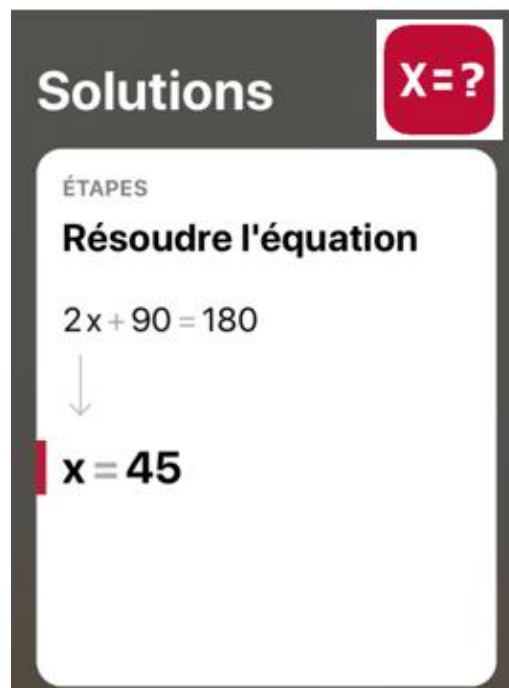 Solutions
X=?
ÉTAPES
Résoudre l'équation
2x + 90 = 180
x = 45